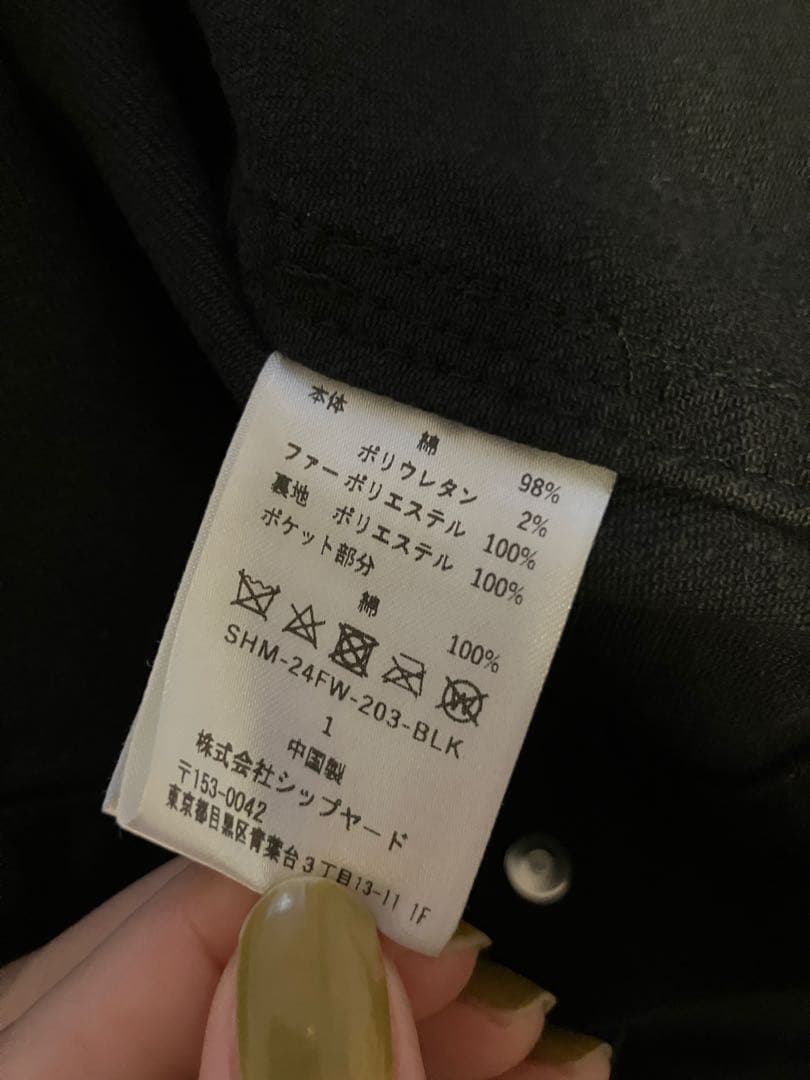 本体
綿 98%
ポリウレタン 2%
ファー ポリエステル 100%
裏地 ポリエステル 100%
ポケット部分
綿 100%
W
SHM-24FW-203-BLK
1
中国製
株式会社シップヤード
〒153-0042
東京都目黒区青葉台3丁目13-11 1F